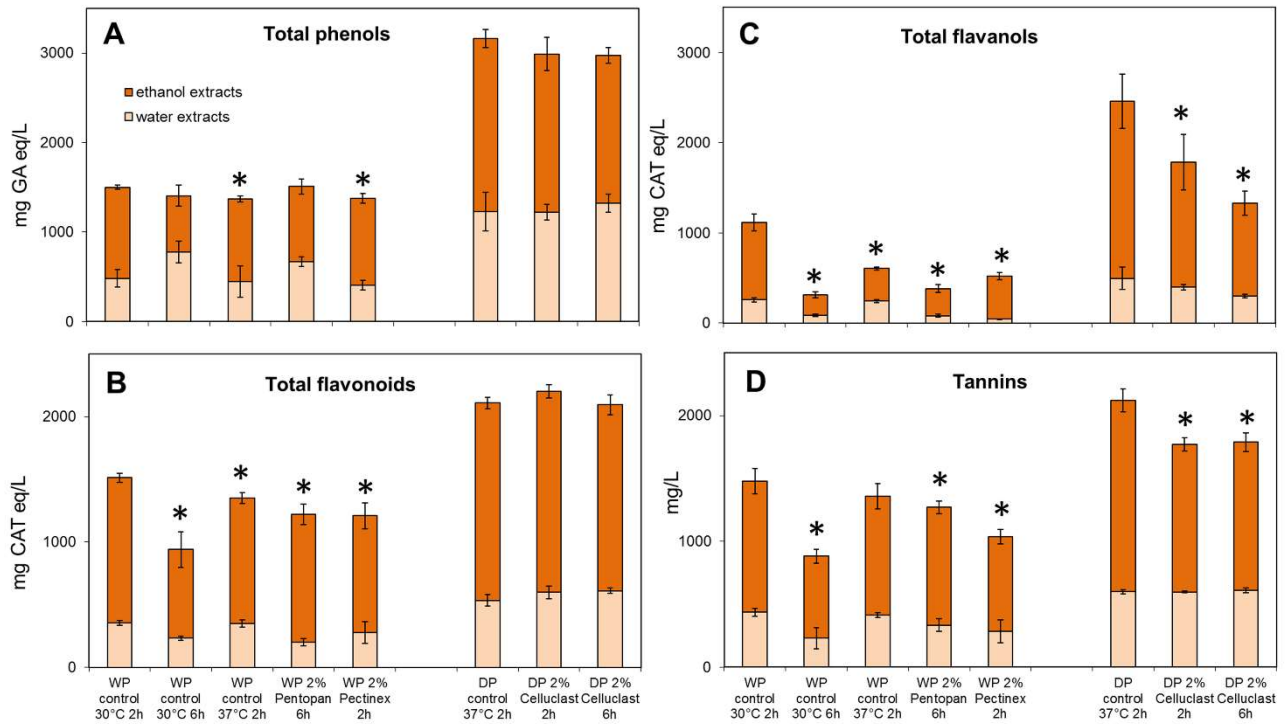 A
Total phenols
ethanol extracts
water extracts
mg GA eq/L
3000
2000
1000
0
*
*
C
Total flavanols
mg CAT eq/L
3000
2000
1000
0
*
*
*
*
*
*
B
Total flavonoids
mg CAT eq/L
2000
1000
0
*
*
*
*
WP control 30°C 2h
WP control 30°C 6h
WP control 37°C 2h
WP 2% Pentopan 6h
WP 2% Pectinex 2h
DP control 37°C 2h
DP 2% Celluclast 2h
DP 2% Celluclast 6h
D
Tannins
mg/L
2000
1000
0
*
*
*
*
*
WP control 30°C 2h
WP control 30°C 6h
WP control 37°C 2h
WP 2% Pentopan 6h
WP 2% Pectinex 2h
DP control 37°C 2h
DP 2% Celluclast 2h
DP 2% Celluclast 6h